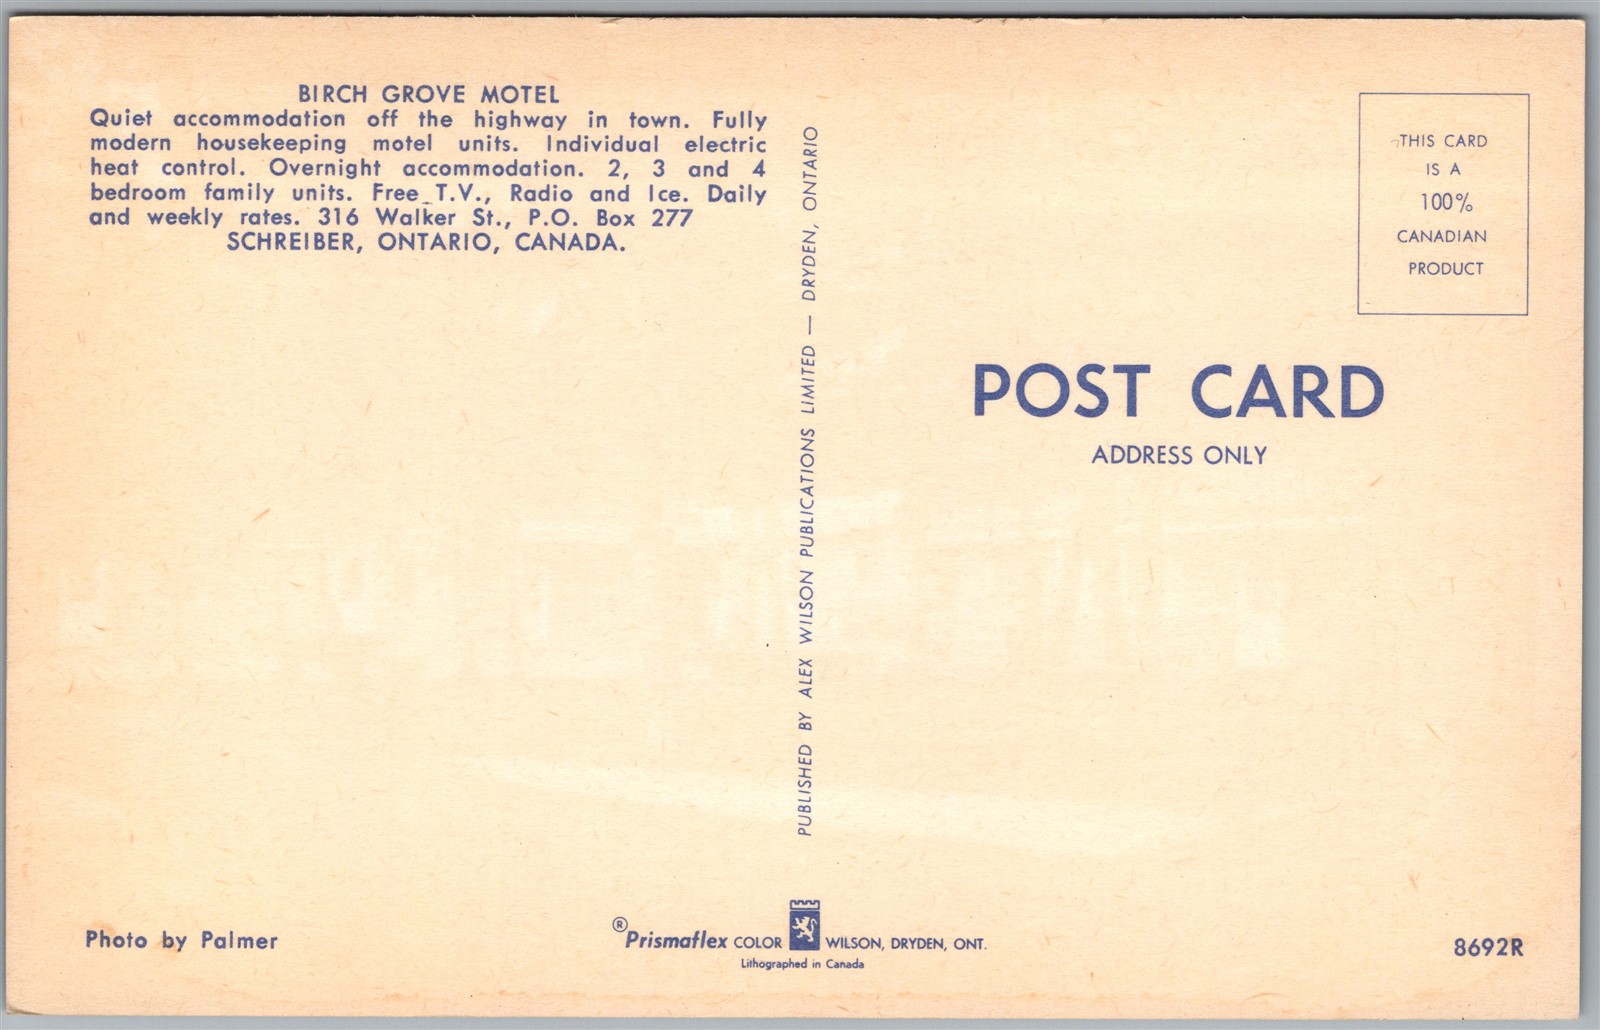 BIRCH GROVE MOTEL
Quiet accommodation off the highway in town. Fully
modern housekeeping motel units. Individual electric
heat control. Overnight accommodation. 2, 3 and 4
bedroom family units. Free T.V., Radio and Ice. Daily
and weekly rates. 316 Walker St., P.O. Box 277
SCHREIBER, ONTARIO, CANADA.
PUBLISHED BY ALEX WILSON PUBLICATIONS LIMITED — DRYDEN, ONTARIO
THIS CARD
IS A
100%
CANADIAN
PRODUCT
POST CARD
ADDRESS ONLY
Photo by Palmer
®Prismaflex COLOR WILSON, DRYDEN, ONT.
Lithographed in Canada
8692R